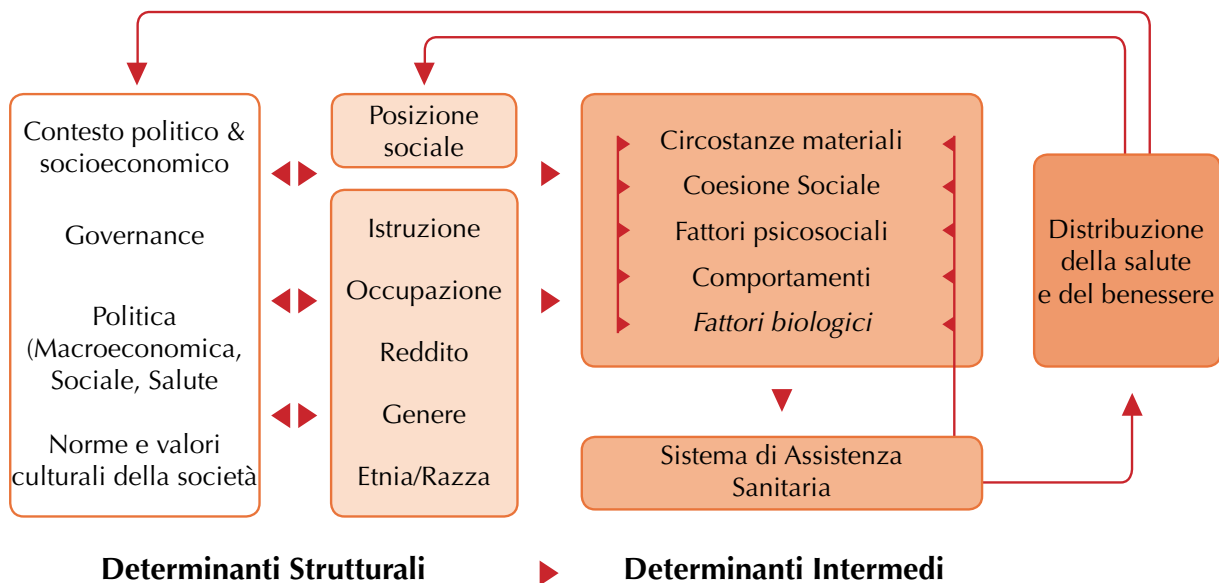 Contesto politico &
socioeconomico
Governance
Politica
(Macroeconomica,
Sociale, Salute
Norme e valori
culturali della società
Posizione
sociale
Istruzione
Occupazione
Reddito
Genere
Etnia/Razza
Circostanze materiali
Coesione Sociale
Fattori psicosociali
Comportamenti
Fattori biologici
Sistema di Assistenza
Sanitaria
Distribuzione
della salute
e del benessere
Determinanti Strutturali
Determinanti Intermedi